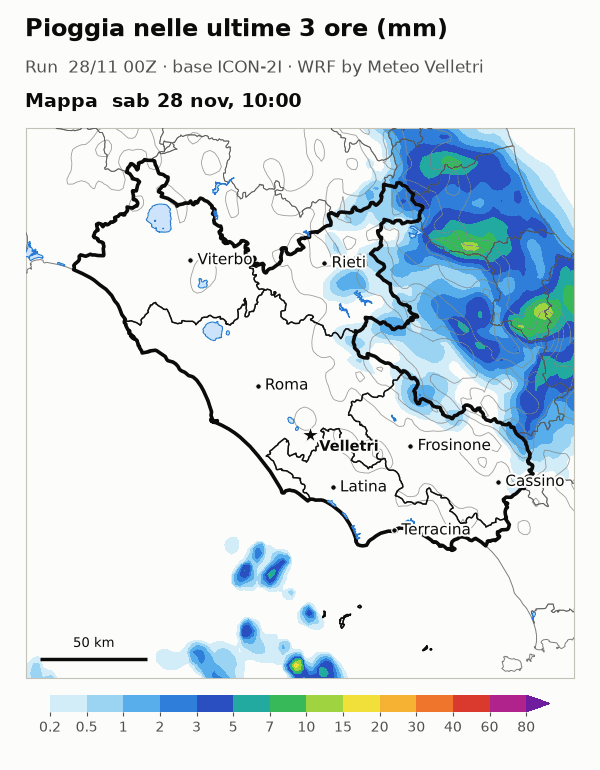 Pioggia nelle ultime 3 ore (mm)
Run  28/11 00Z · base ICON-2I · WRF by Meteo Velletri
Mappa  sab 28 nov, 10:00
Viterbo
Rieti
Roma
Velletri
Frosinone
Latina
Cassino
Terracina
50 km
0.2 0.5 1 2 3 5 7 10 15 20 30 40 60 80